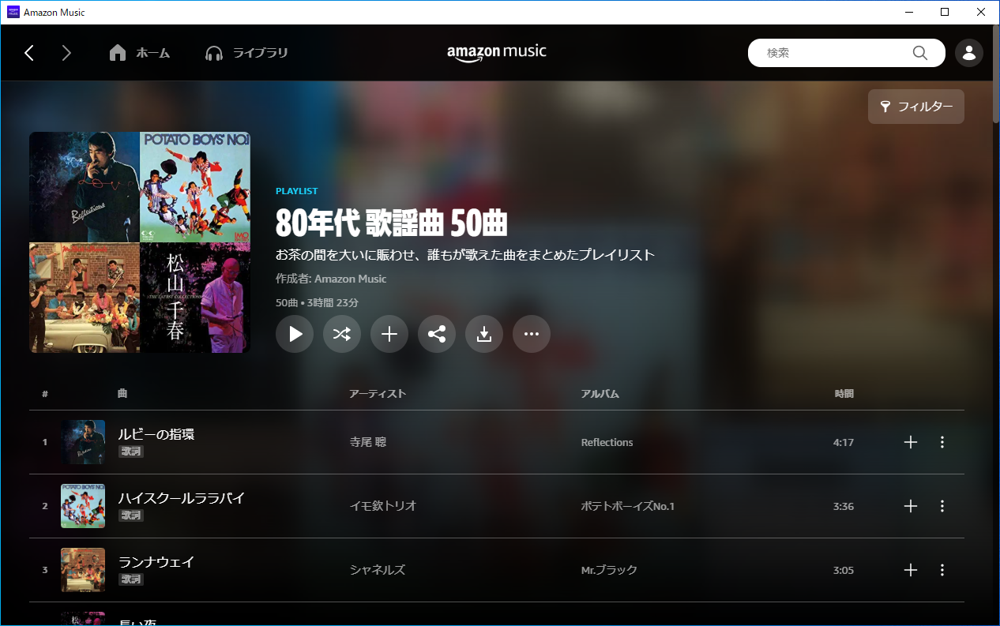 Amazon Music
ホーム
ライブラリ
amazon music
検索
フィルター
Reflections
POTATO BOYS' NO.1
松山千春
THE LATEST COLLECTIONS
PLAYLIST
80年代 歌謡曲 50曲
お茶の間を大いに賑わせ、誰もが歌えた曲をまとめたプレイリスト
作成者: Amazon Music
50曲 • 3時間 23分
# 曲 アーティスト アルバム 時間
1 ルビーの指環 寺尾 聰 Reflections 4:17
歌詞
2 ハイスクールララバイ イモ欽トリオ ポテトボーイズNo.1 3:36
歌詞
3 ランナウェイ シャネルズ Mr.ブラック 3:05
歌詞
長い夜